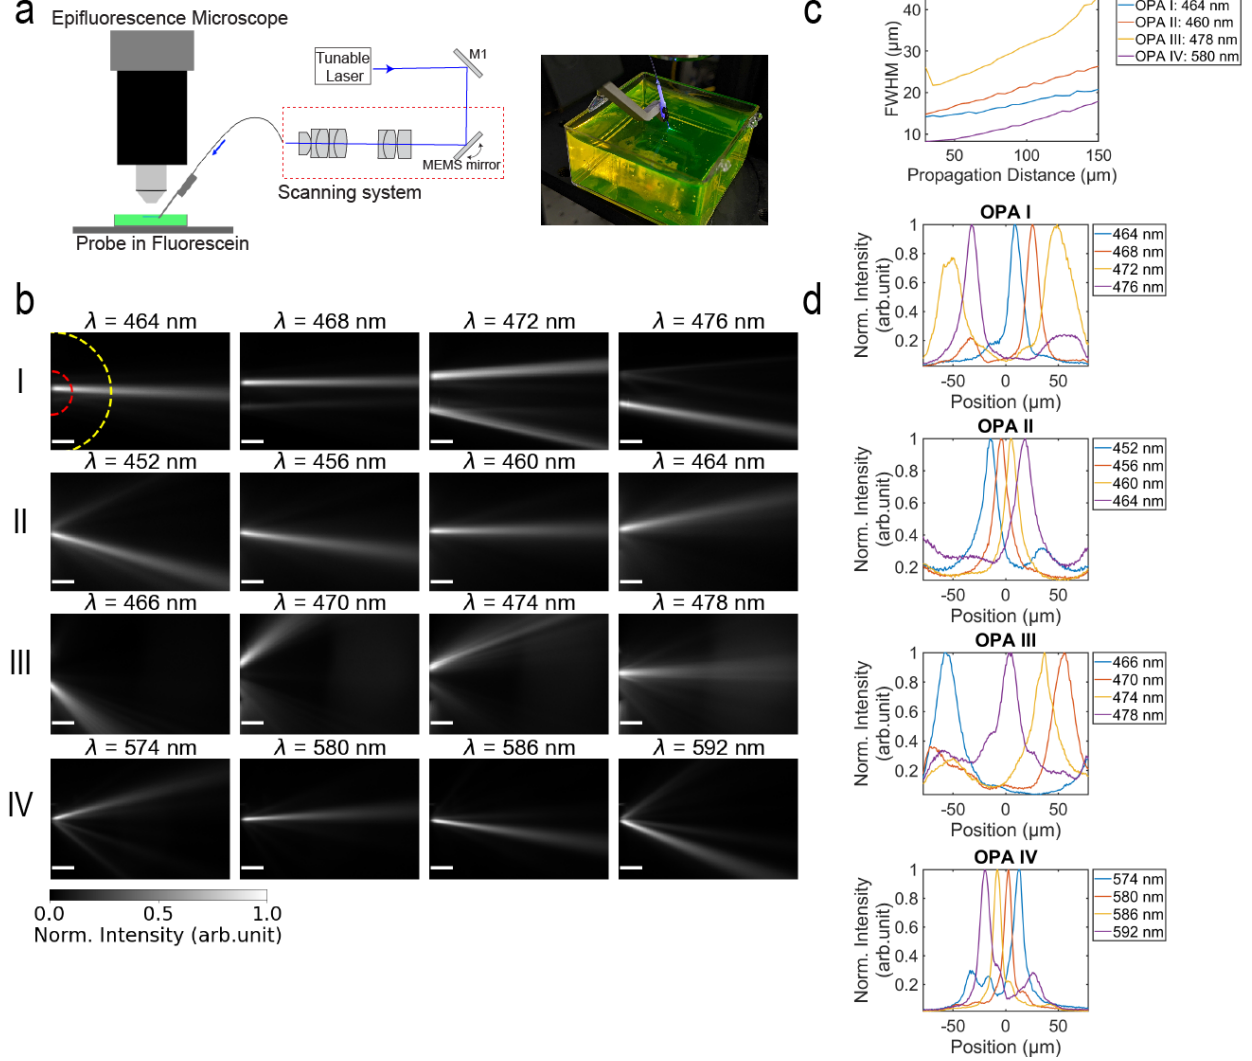 a
Epifluorescence Microscope
Tunable
Laser
M1
MEMS mirror
Scanning system
Probe in Fluorescein
b
λ = 464 nm
λ = 468 nm
λ = 472 nm
λ = 476 nm
I
λ = 452 nm
λ = 456 nm
λ = 460 nm
λ = 464 nm
II
λ = 466 nm
λ = 470 nm
λ = 474 nm
λ = 478 nm
III
λ = 574 nm
λ = 580 nm
λ = 586 nm
λ = 592 nm
IV
0.0
0.5
1.0
Norm. Intensity (arb.unit)
c
OPA I: 464 nm
OPA II: 460 nm
OPA III: 478 nm
OPA IV: 580 nm
FWHM (μm)
40
30
20
10
50
100
150
Propagation Distance (μm)
d
OPA I
464 nm
468 nm
472 nm
476 nm
Norm. Intensity
(arb.unit)
1
0.8
0.6
0.4
0.2
-50
0
50
Position (μm)
OPA II
452 nm
456 nm
460 nm
464 nm
Norm. Intensity
(arb.unit)
1
0.8
0.6
0.4
0.2
-50
0
50
Position (μm)
OPA III
466 nm
470 nm
474 nm
478 nm
Norm. Intensity
(arb.unit)
1
0.8
0.6
0.4
0.2
-50
0
50
Position (μm)
OPA IV
574 nm
580 nm
586 nm
592 nm
Norm. Intensity
(arb.unit)
1
0.8
0.6
0.4
0.2
-50
0
50
Position (μm)